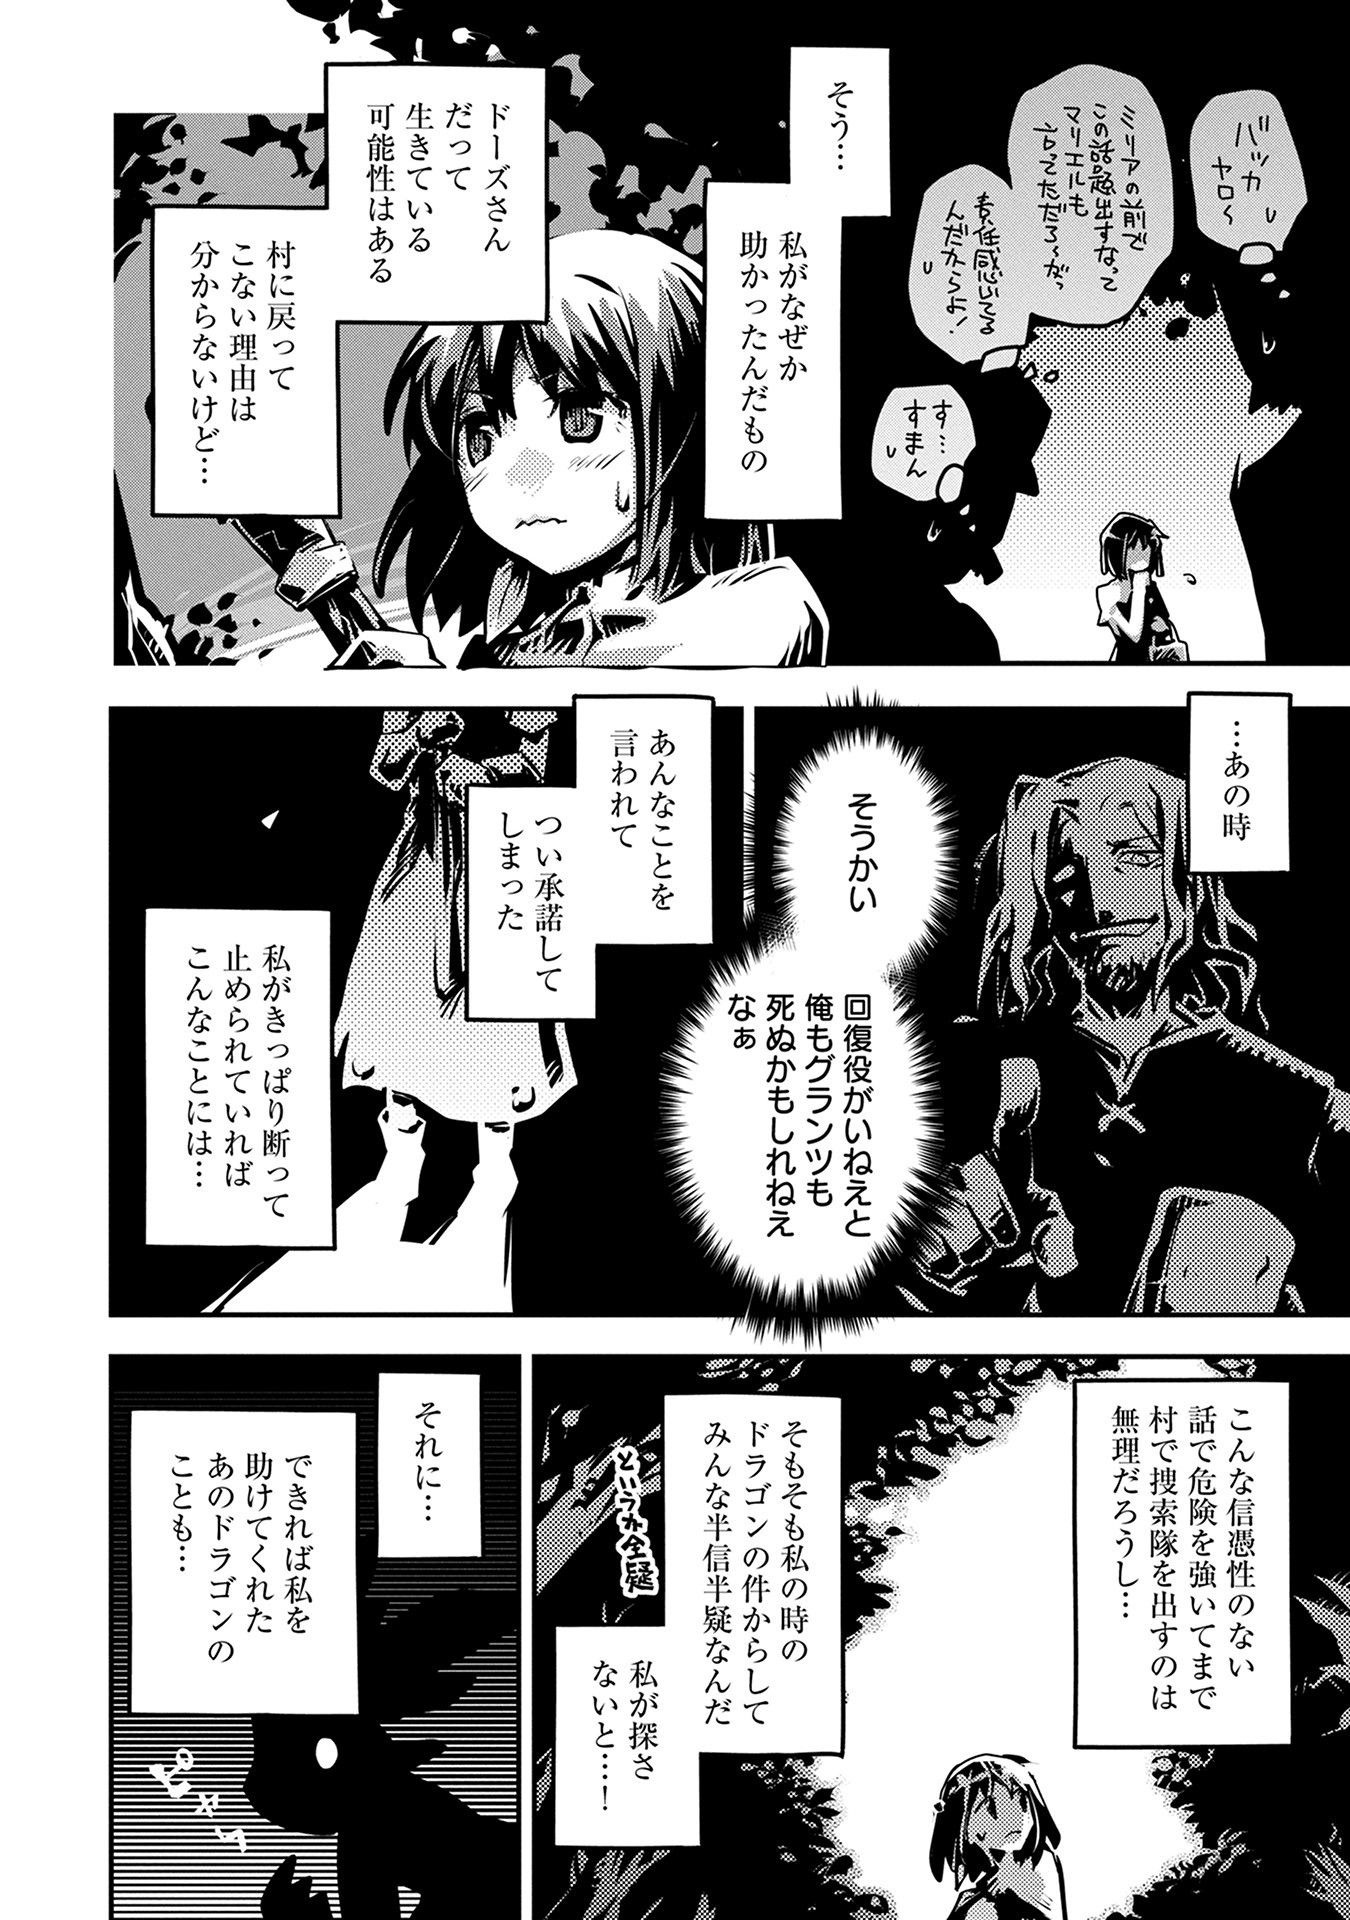 バッカ
ヤロ～
ミリアの前で
この話題出すなって
マリエルも
言ってただろ～がっ
責任感じてる
んだからよ!
す…
すまん
そう…
私がなぜか
助かったんだもの
ドーズさん
だって
生きている
可能性はある
村に戻って
こない理由は
分からないけど…
…あの時
そうかい
回復役がいねえと
俺もグランツも
死ぬかもしれねえ
なぁ
あんなことを
言われて
つい承諾して
しまった
私がきっぱり断って
止められていれば
こんなことには…
こんな信憑性のない
話で危険を強いてまで
村で捜索隊を出すのは
無理だろうし…
そもそも私の時の
ドラゴンの件からして
みんな半信半疑なんだ
というか全疑
私が探さ
ないと…!
それに…
できれば私を
助けてくれた
あのドラゴンの
ことも…